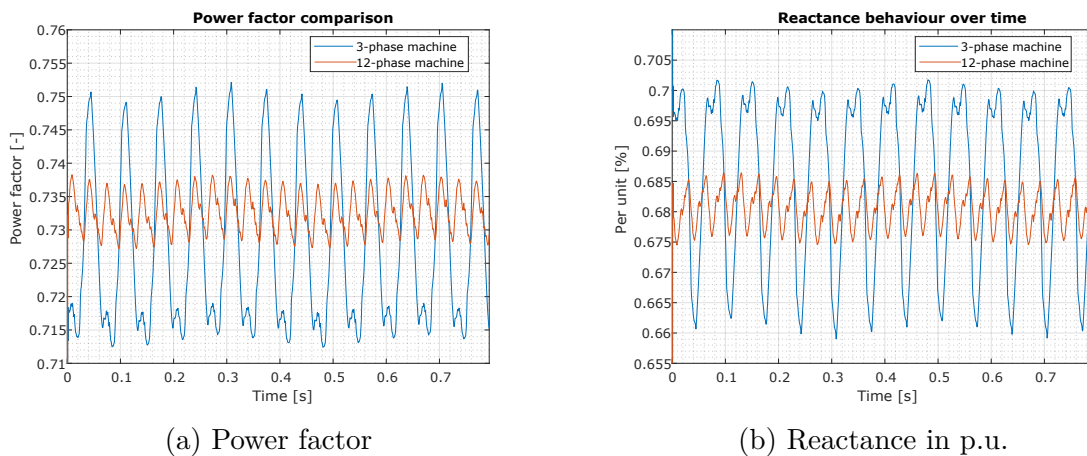 Power factor comparison
0.76
0.755
0.75
0.745
0.74
0.735
0.73
0.725
0.72
0.715
0.71
Power factor [-]
3-phase machine
12-phase machine
0 0.1 0.2 0.3 0.4 0.5 0.6 0.7
Time [s]
(a) Power factor
Reactance behaviour over time
0.705
0.7
0.695
0.69
0.685
0.68
0.675
0.67
0.665
0.66
0.655
Per unit [%]
3-phase machine
12-phase machine
0 0.1 0.2 0.3 0.4 0.5 0.6 0.7
Time [s]
(b) Reactance in p.u.